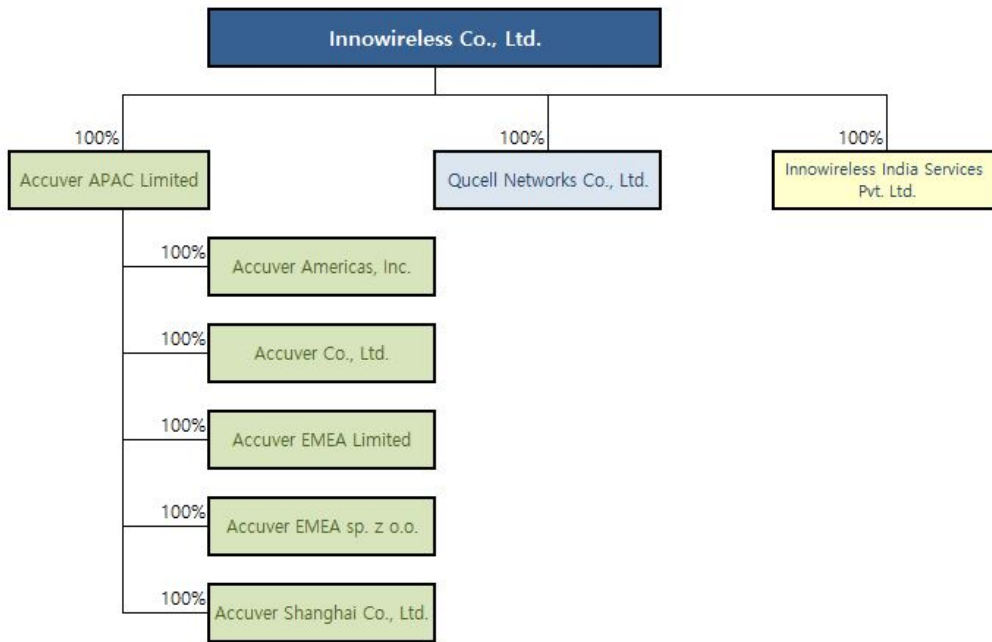 Innowireless Co., Ltd.
100%
100%
100%
Accuver APAC Limited
Qucell Networks Co., Ltd.
Innowireless India Services
Pvt. Ltd.
100%
Accuver Americas, Inc.
100%
Accuver Co., Ltd.
100%
Accuver EMEA Limited
100%
Accuver EMEA sp. z o.o.
100%
Accuver Shanghai Co., Ltd.